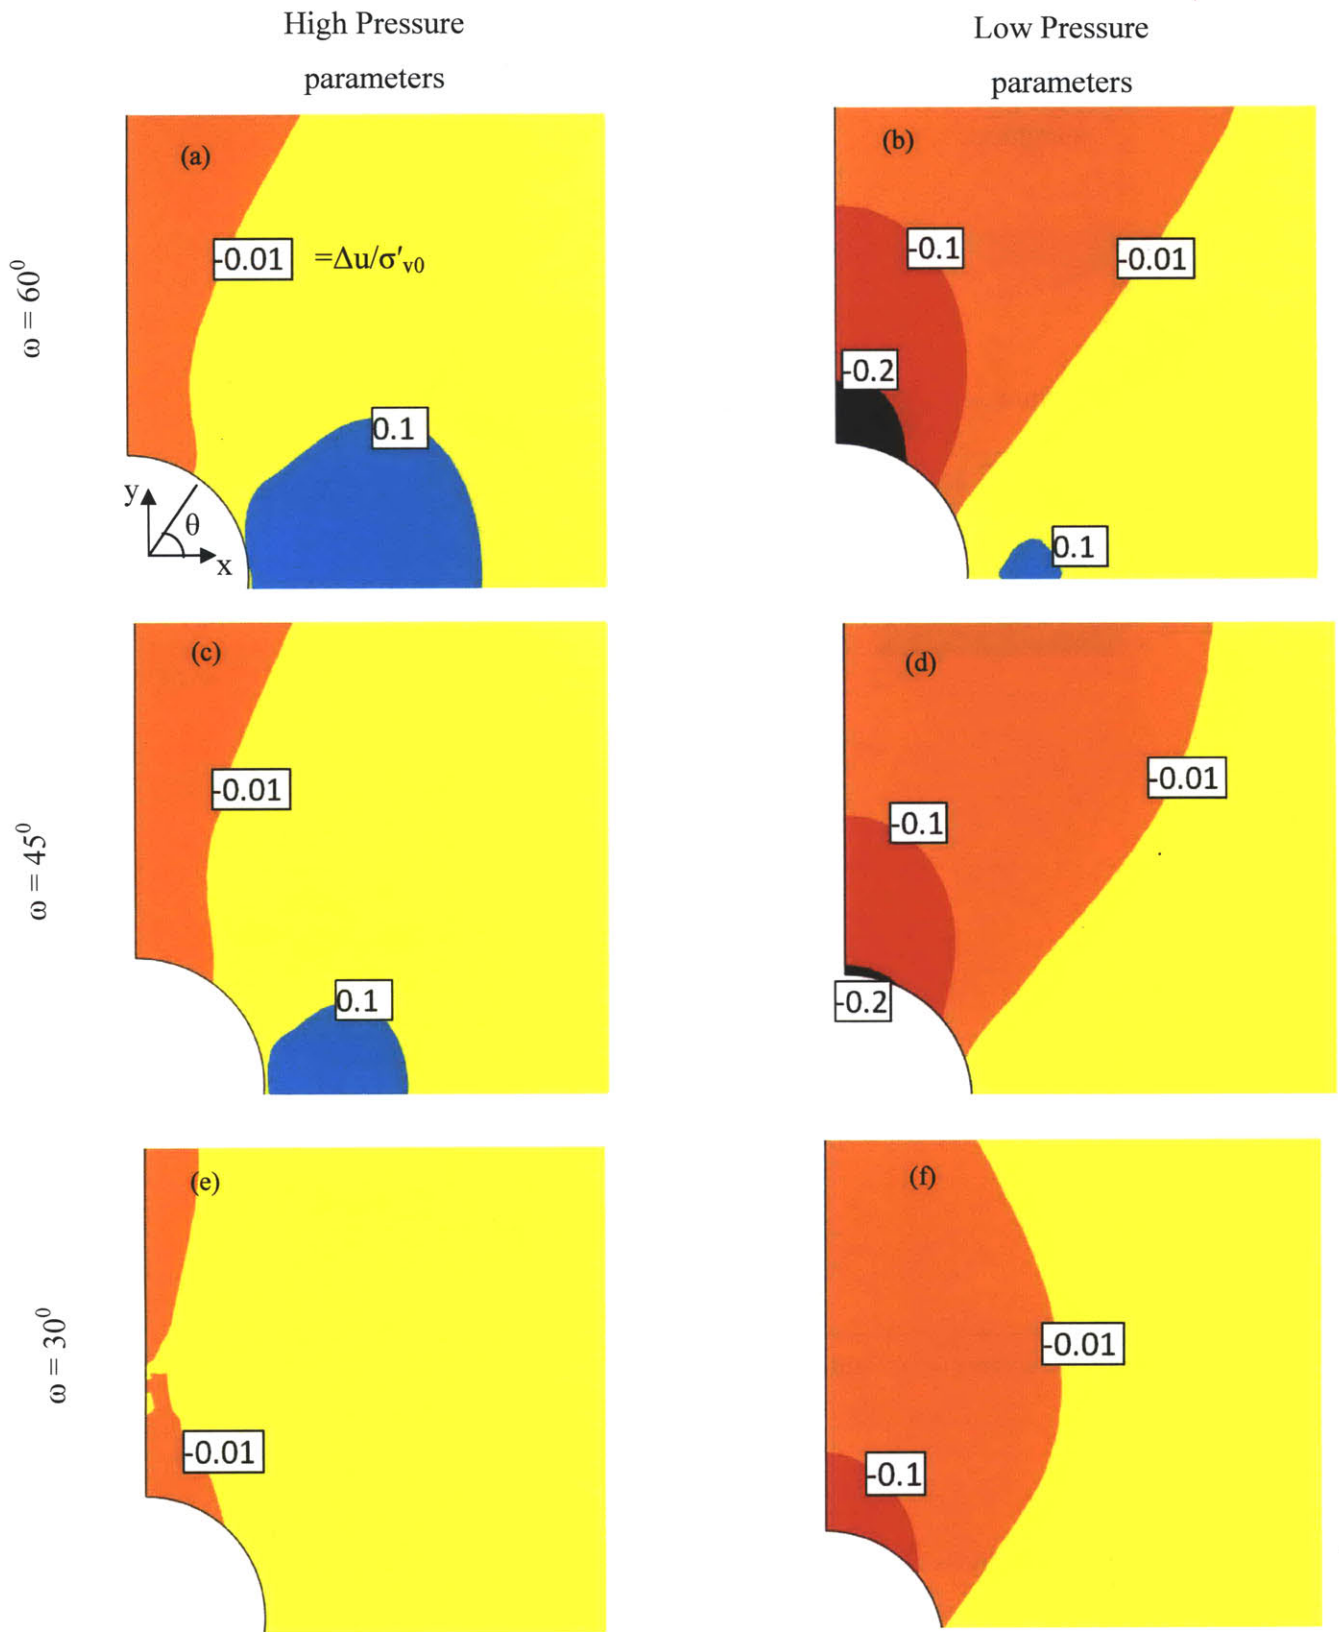 High Pressure
parameters
Low Pressure
parameters
ω = 60⁰
(a)
-0.01 =Δu/σ′v0
0.1
y
θ
x
(b)
-0.1
-0.01
-0.2
0.1
ω = 45⁰
(c)
-0.01
0.1
(d)
-0.01
-0.1
-0.2
ω = 30⁰
(e)
-0.01
(f)
-0.01
-0.1